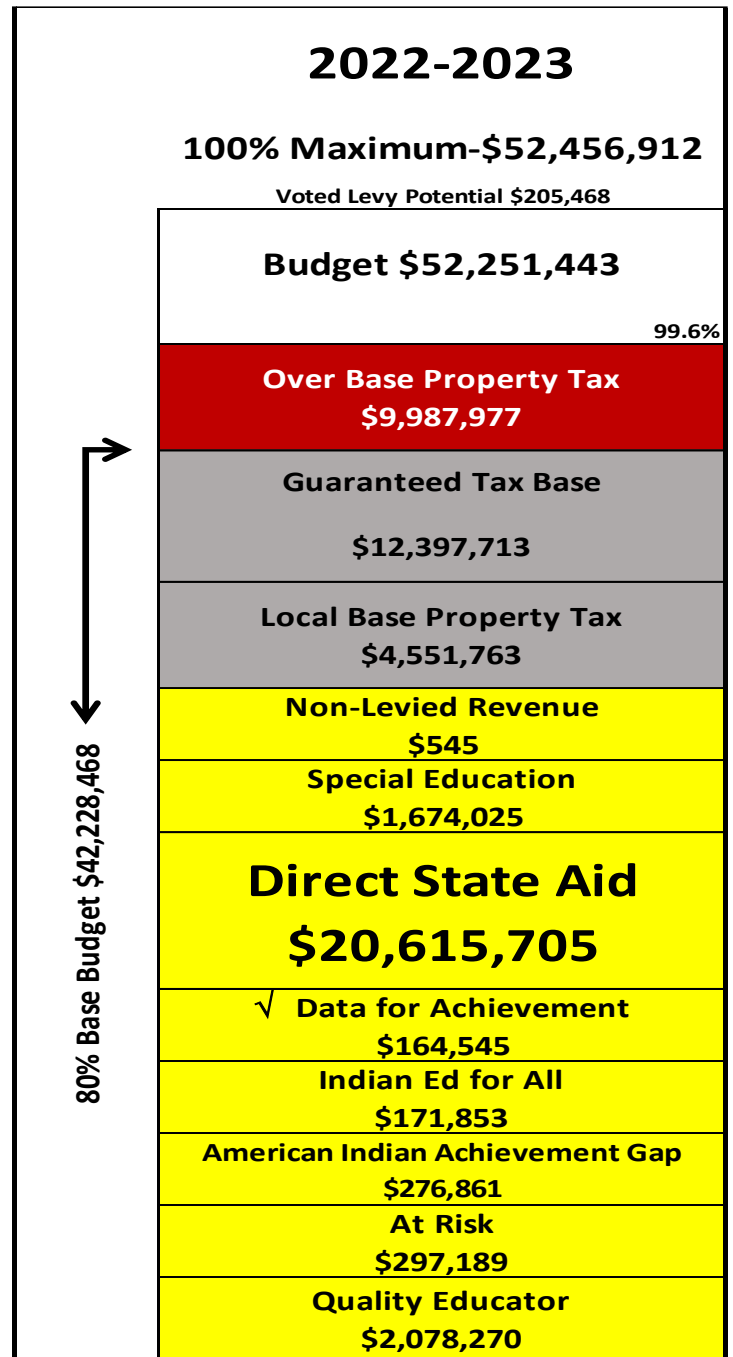 2022-2023
100% Maximum-$52,456,912
Voted Levy Potential $205,468
Budget $52,251,443
99.6%
Over Base Property Tax
$9,987,977
Guaranteed Tax Base
$12,397,713
Local Base Property Tax
$4,551,763
Non-Levied Revenue
$545
Special Education
$1,674,025
Direct State Aid
$20,615,705
√ Data for Achievement
$164,545
Indian Ed for All
$171,853
American Indian Achievement Gap
$276,861
At Risk
$297,189
Quality Educator
$2,078,270
80% Base Budget $42,228,468